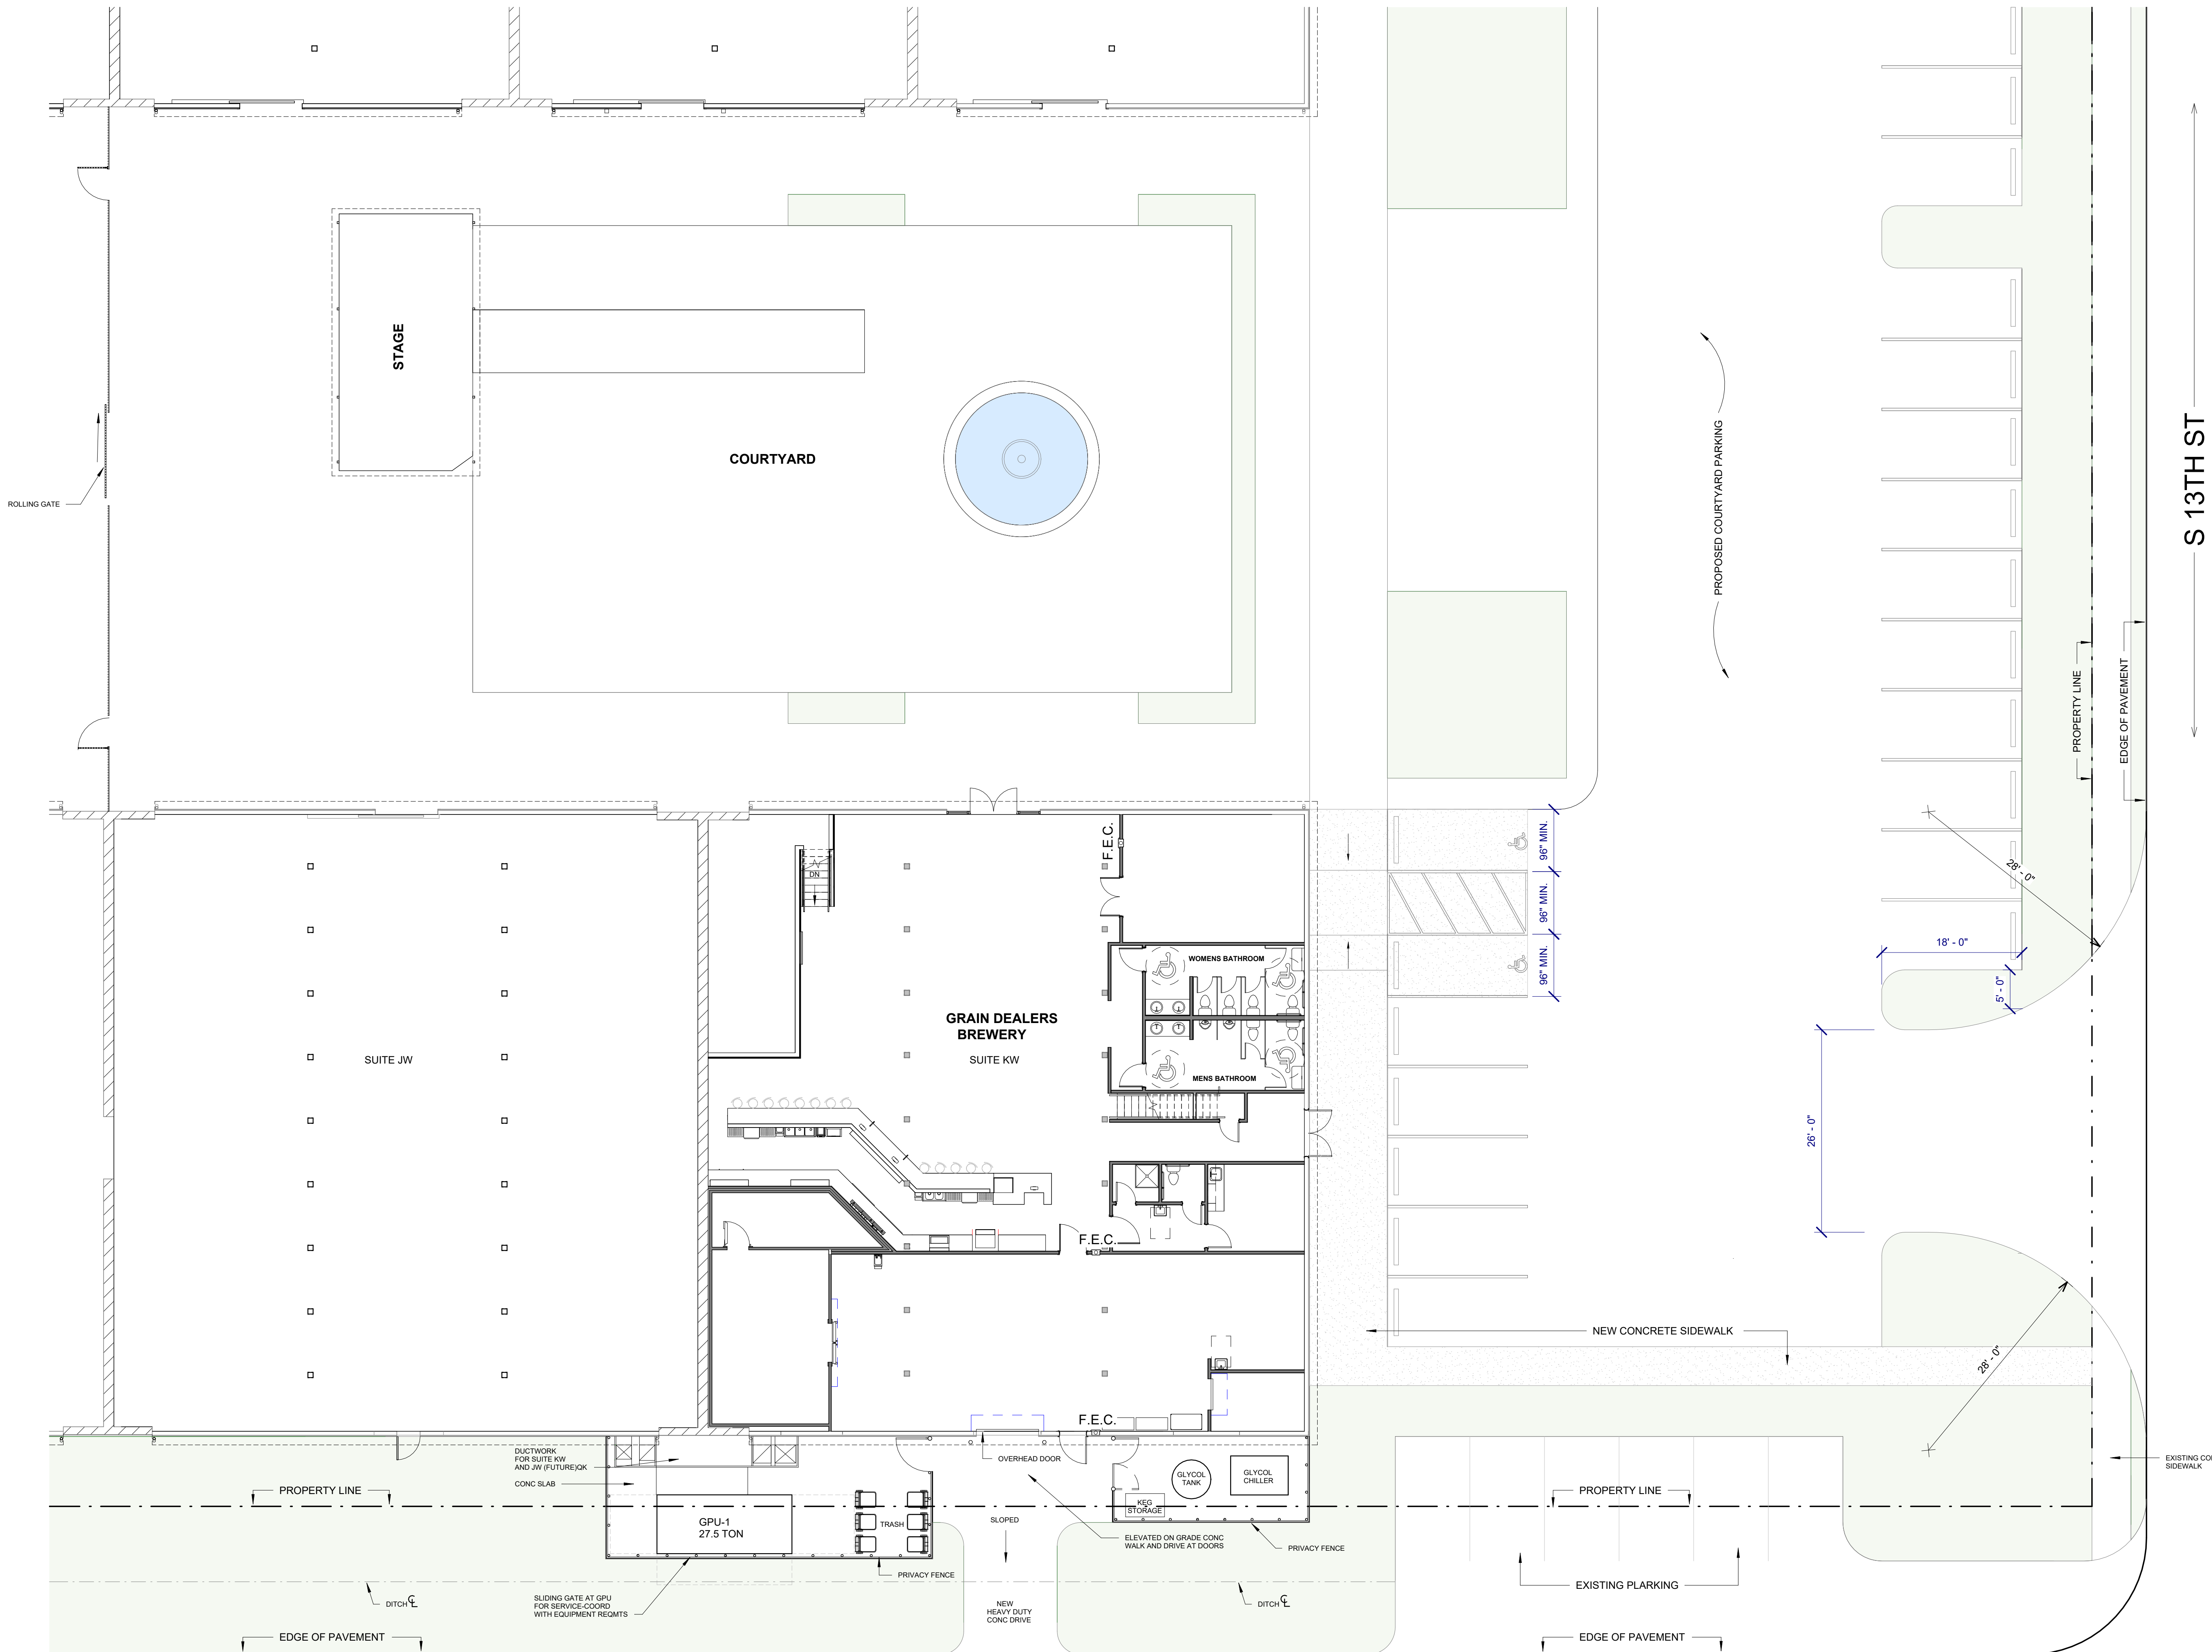 STAGE
COURTYARD
ROLLING GATE
PROPOSED COURTYARD PARKING
S 13TH ST
PROPERTY LINE
EDGE OF PAVEMENT
DN
F.E.C.
96" MIN.
96" MIN.
96" MIN.
28' - 0"
18' - 0"
5' - 0"
WOMENS BATHROOM
GRAIN DEALERS
BREWERY
SUITE KW
SUITE JW
MENS BATHROOM
26' - 0"
F.E.C.
NEW CONCRETE SIDEWALK
28' - 0"
F.E.C.
DUCTWORK
FOR SUITE KW
AND JW (FUTURE)QK
CONC SLAB
OVERHEAD DOOR
GLYCOL
TANK
GLYCOL
CHILLER
KEG
STORAGE
EXISTING CO
SIDEWALK
PROPERTY LINE
PROPERTY LINE
GPU-1
27.5 TON
TRASH
SLOPED
ELEVATED ON GRADE CONC
WALK AND DRIVE AT DOORS
PRIVACY FENCE
PRIVACY FENCE
EXISTING PLARKING
DITCH CL
SLIDING GATE AT GPU
FOR SERVICE-COORD
WITH EQUIPMENT REQMTS
NEW
HEAVY DUTY
CONC DRIVE
DITCH CL
EDGE OF PAVEMENT
EDGE OF PAVEMENT